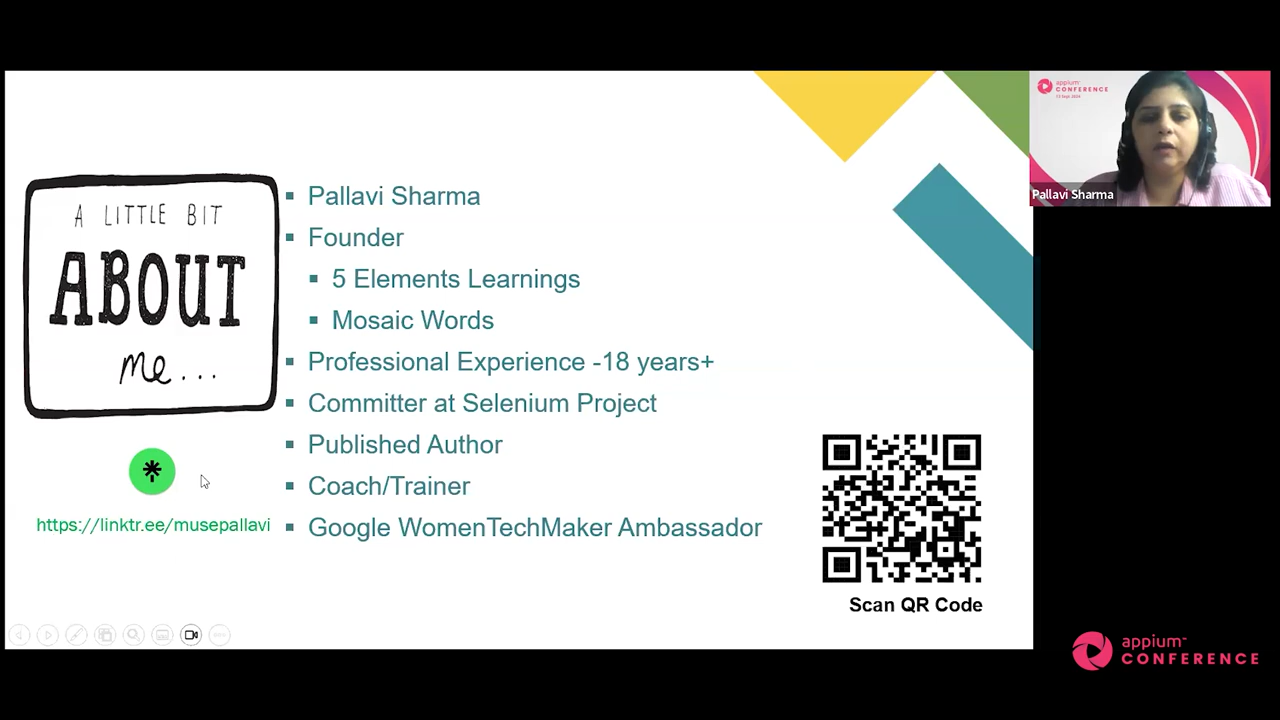 A LITTLE BIT
ABOUT
me...
https://linktr.ee/musepallavi
Pallavi Sharma
Founder
5 Elements Learnings
Mosaic Words
Professional Experience -18 years+
Committer at Selenium Project
Published Author
Coach/Trainer
Google WomenTechMaker Ambassador
Scan QR Code
appium
CONFERENCE
Pallavi Sharma
appium
CONFERENCE